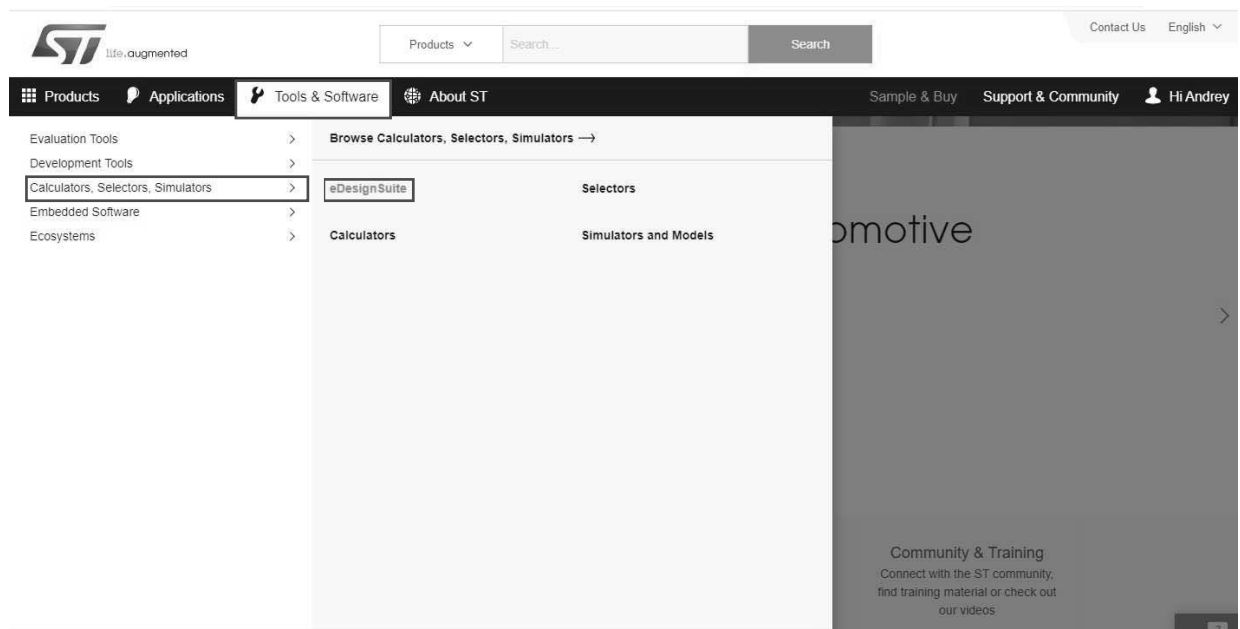 Contact Us English
ST life.augmented
Products Search... Search
Products Applications Tools & Software About ST Sample & Buy Support & Community Hi Andrey
Evaluation Tools
Development Tools
Calculators, Selectors, Simulators
Embedded Software
Ecosystems
Browse Calculators, Selectors, Simulators →
eDesignSuite Selectors
Calculators Simulators and Models
omotive
Community & Training
Connect with the ST community,
find training material or check out
our videos